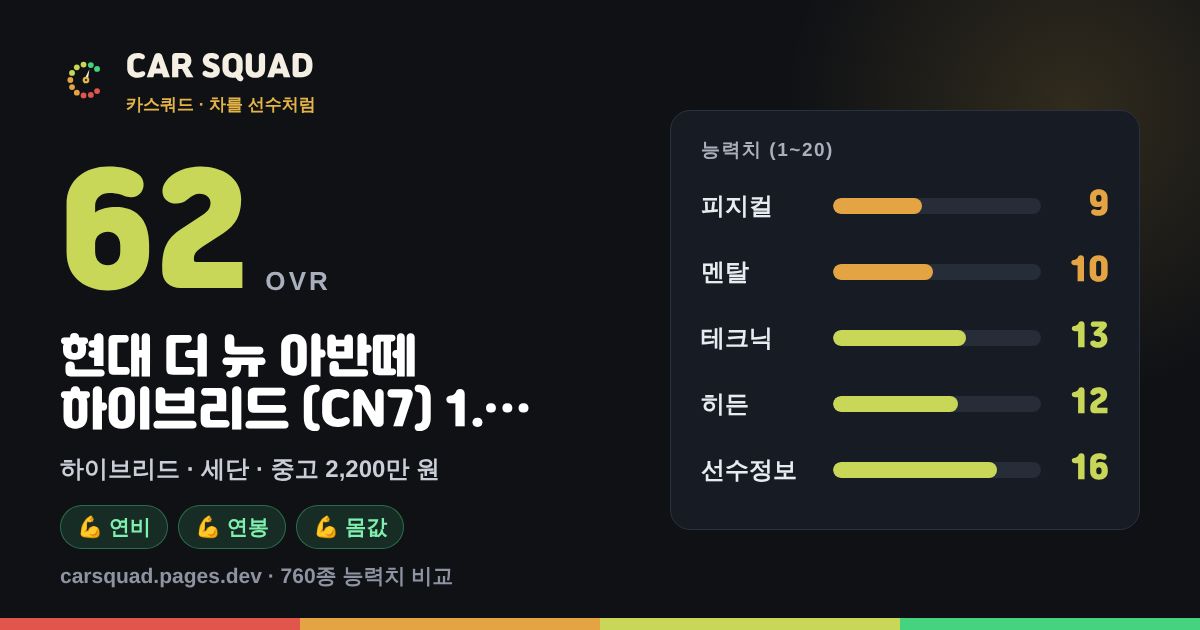 CAR SQUAD
카스쿼드 · 차를 선수처럼
62 OVR
현대 더 뉴 아반떼
하이브리드 (CN7) 1.⋯
하이브리드 · 세단 · 중고 2,200만 원
💪 연비 💪 연봉 💪 몸값
carsquad.pages.dev · 760종 능력치 비교
능력치 (1~20)
피지컬 9
멘탈 10
테크닉 13
히든 12
선수정보 16